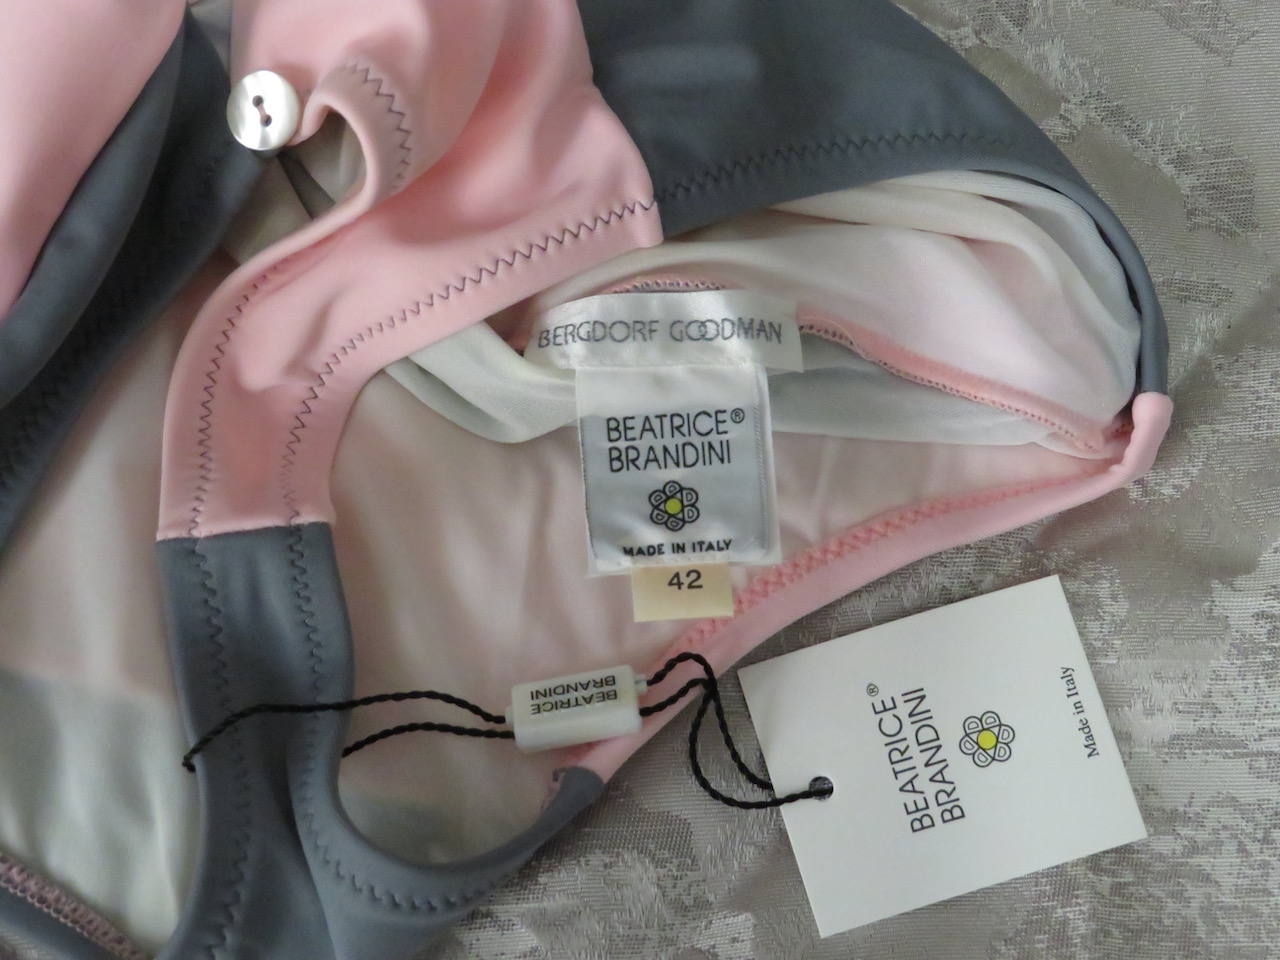 BERGDORF GOODMAN
BEATRICE®
BRANDINI
MADE IN ITALY
42
BEATRICE
BRANDINI
BEATRICE®
BRANDINI
Made in Italy